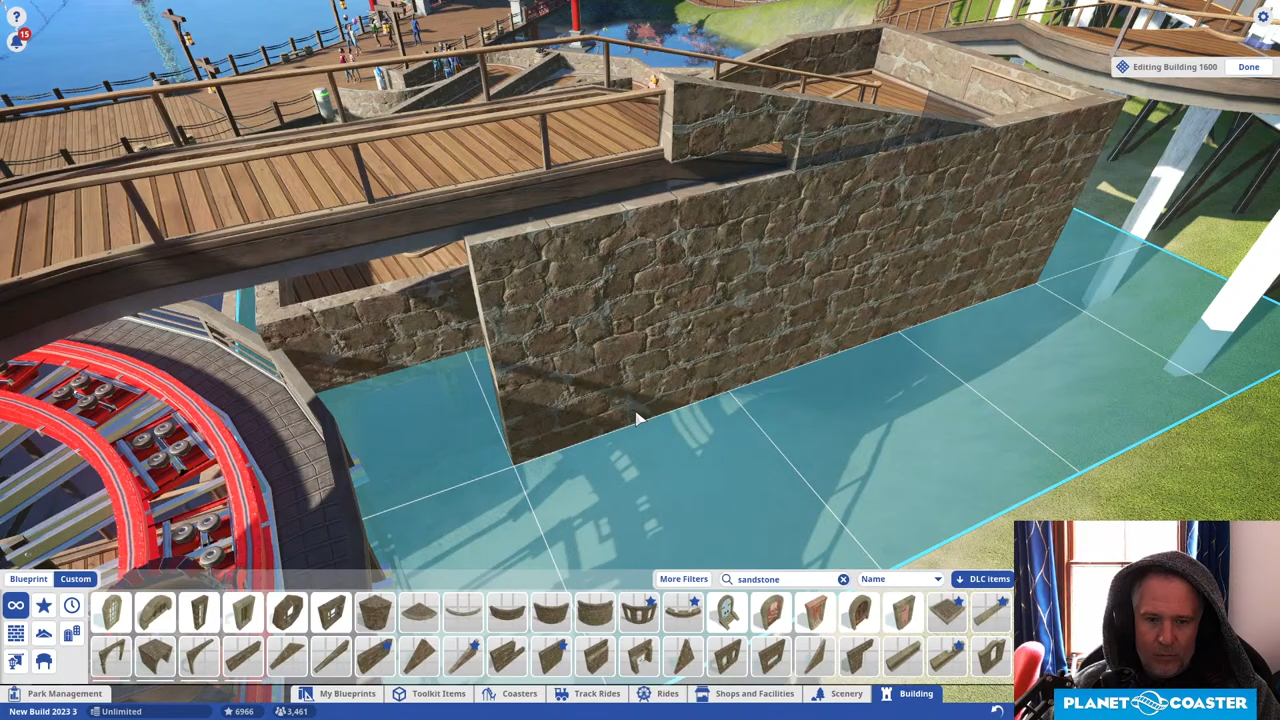 ?
15
Editing Building 1600
Done
Blueprint
Custom
More Filters
sandstone
Name
DLC items
Park Management
My Blueprints
Toolkit Items
Coasters
Track Rides
Rides
Shops and Facilities
Scenery
Building
New Build 2023 3
Unlimited
6966
3,461
PLANET COASTER